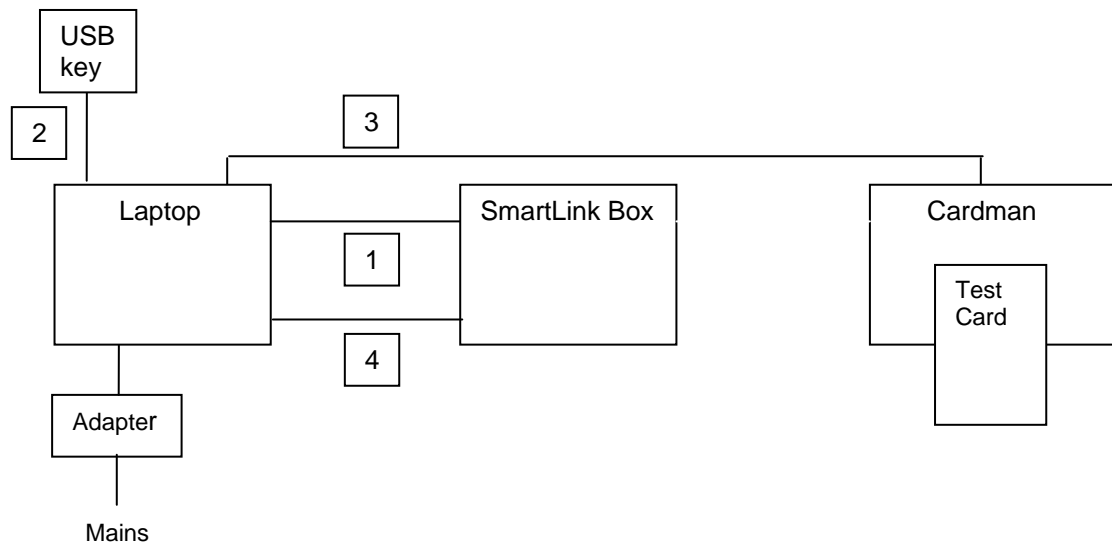 USB
key
2
3
Laptop
SmartLink Box
Cardman
1
Test
Card
4
Adapter
Mains